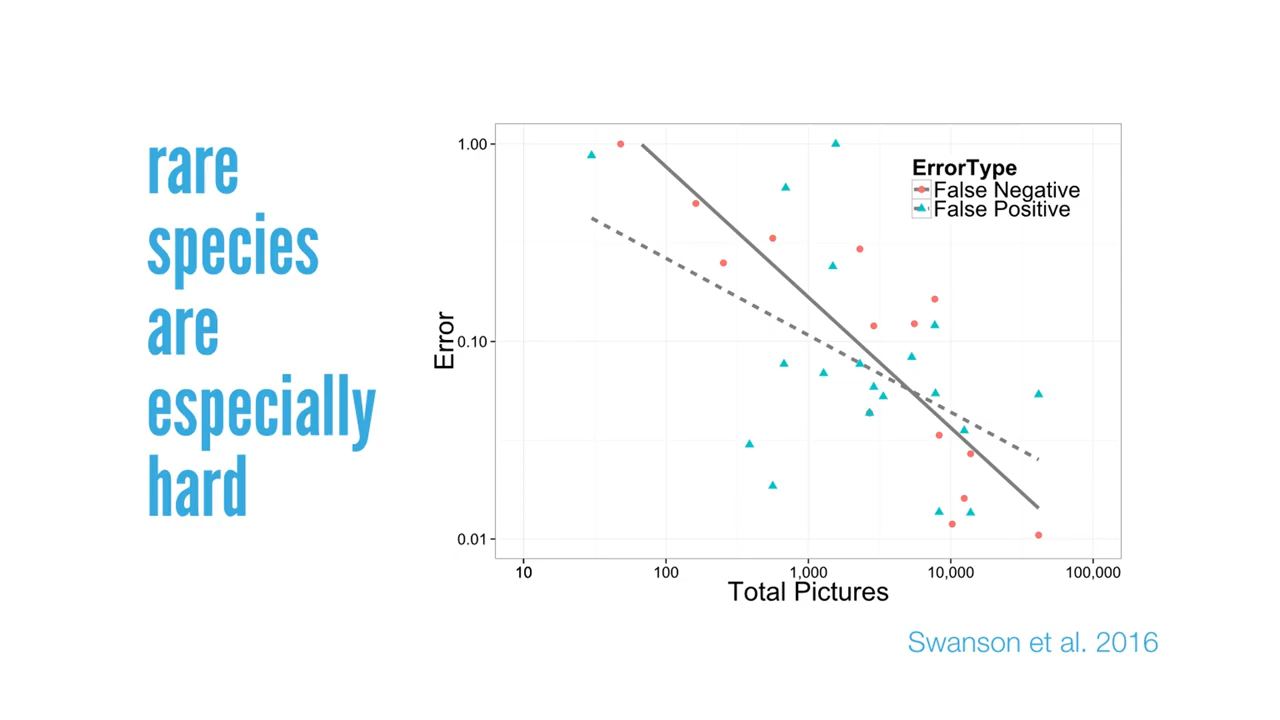 rare
species
are
especially
hard
1.00
0.10
0.01
Error
ErrorType
False Negative
False Positive
10
100
1,000
10,000
100,000
Total Pictures
Swanson et al. 2016